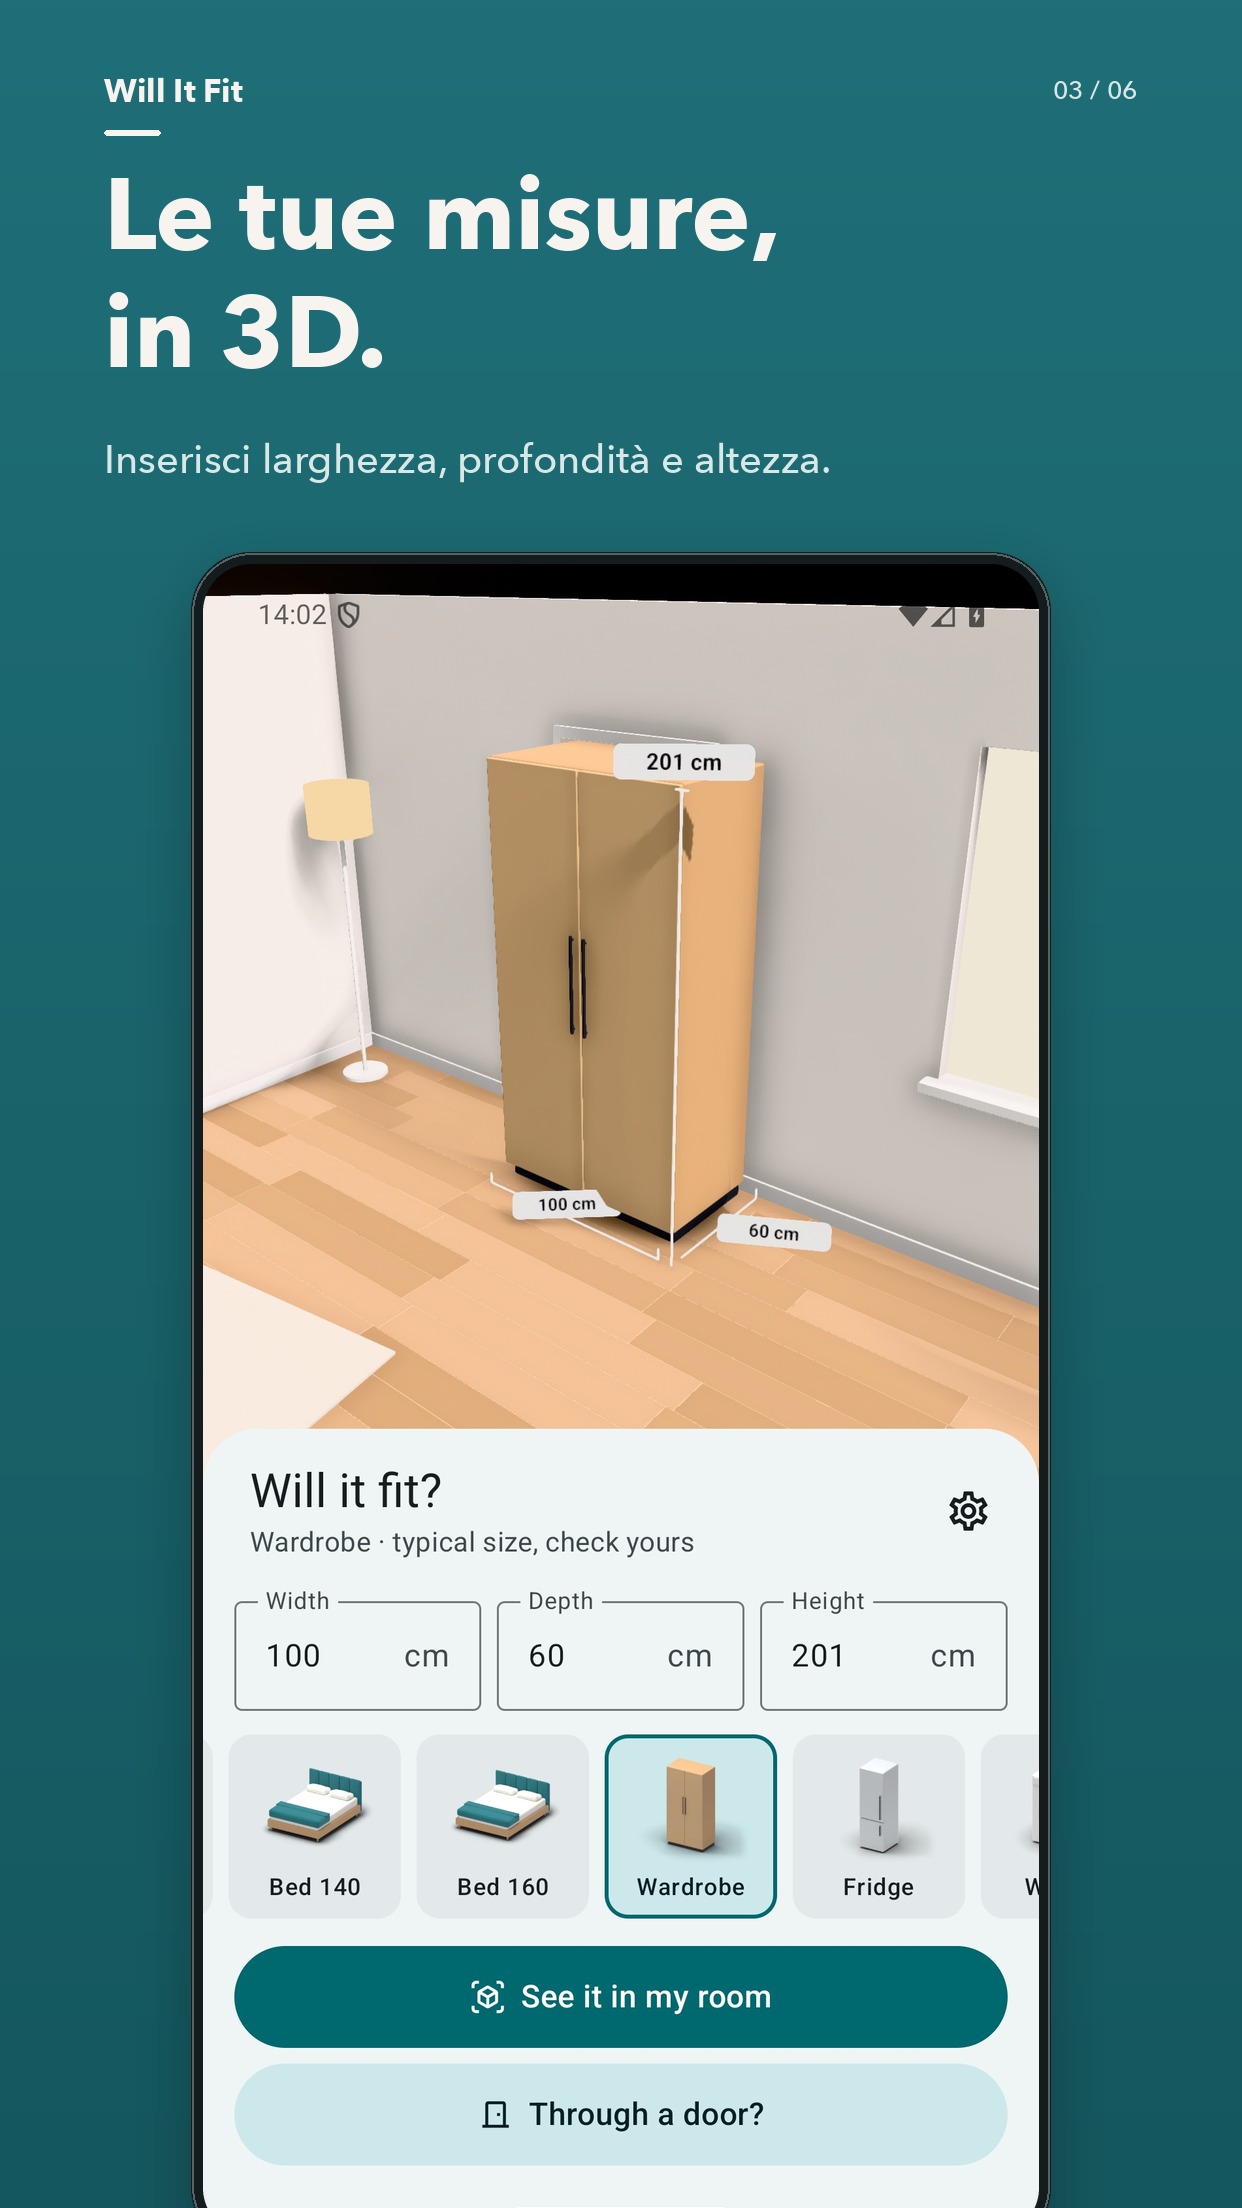 Will It Fit
03 / 06
Le tue misure,
in 3D.
Inserisci larghezza, profondità e altezza.
14:02
201 cm
100 cm
60 cm
Will it fit?
Wardrobe · typical size, check yours
Width
Depth
Height
100 cm
60 cm
201 cm
Bed 140
Bed 160
Wardrobe
Fridge
See it in my room
Through a door?